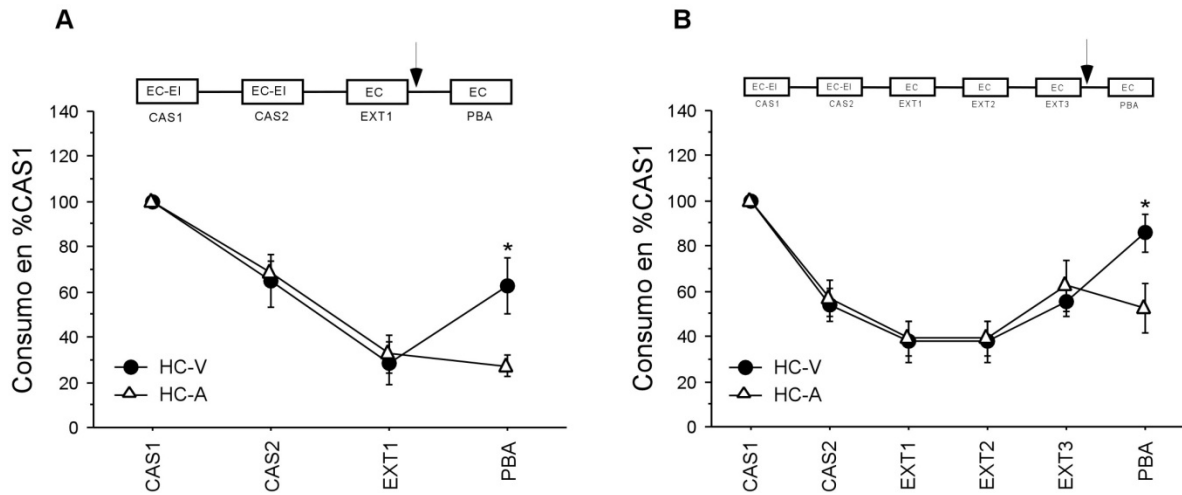 A
EC-EI EC-EI EC EC
CAS1 CAS2 EXT1 PBA
Consumo en %CAS1
140
120
100
80
60
40
20
0
*
HC-V
HC-A
CAS1 CAS2 EXT1 PBA
B
EC-EI EC-EI EC EC EC EC
CAS1 CAS2 EXT1 EXT2 EXT3 PBA
Consumo en %CAS1
140
120
100
80
60
40
20
0
*
HC-V
HC-A
CAS1 CAS2 EXT1 EXT2 EXT3 PBA